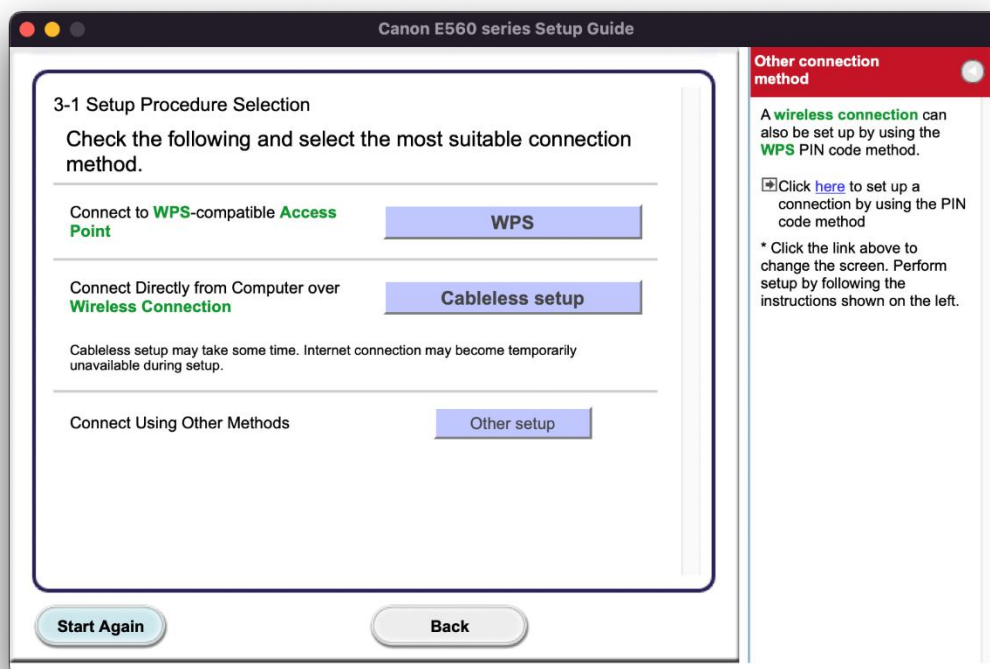 Canon E560 series Setup Guide
3-1 Setup Procedure Selection
Check the following and select the most suitable connection
method.
Connect to WPS-compatible Access
Point
WPS
Connect Directly from Computer over
Wireless Connection
Cableless setup
Cableless setup may take some time. Internet connection may become temporarily
unavailable during setup.
Connect Using Other Methods
Other setup
Start Again
Back
Other connection
method
A wireless connection can
also be set up by using the
WPS PIN code method.
Click here to set up a
connection by using the PIN
code method
* Click the link above to
change the screen. Perform
setup by following the
instructions shown on the left.